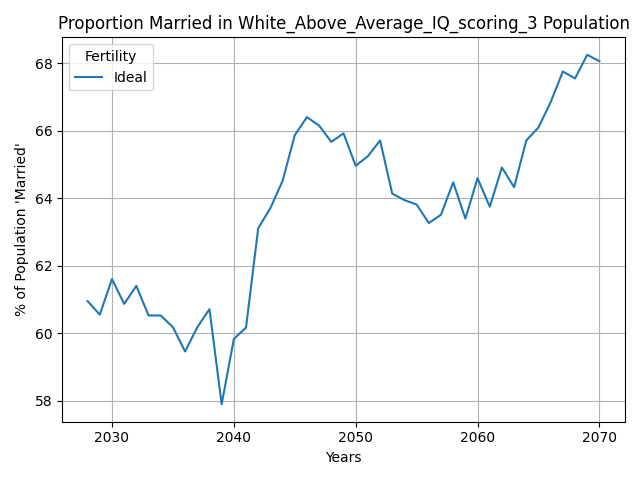 Proportion Married in White_Above_Average_IQ_scoring_3 Population
Fertility
Ideal
% of Population 'Married'
68
66
64
62
60
58
2030 2040 2050 2060 2070
Years